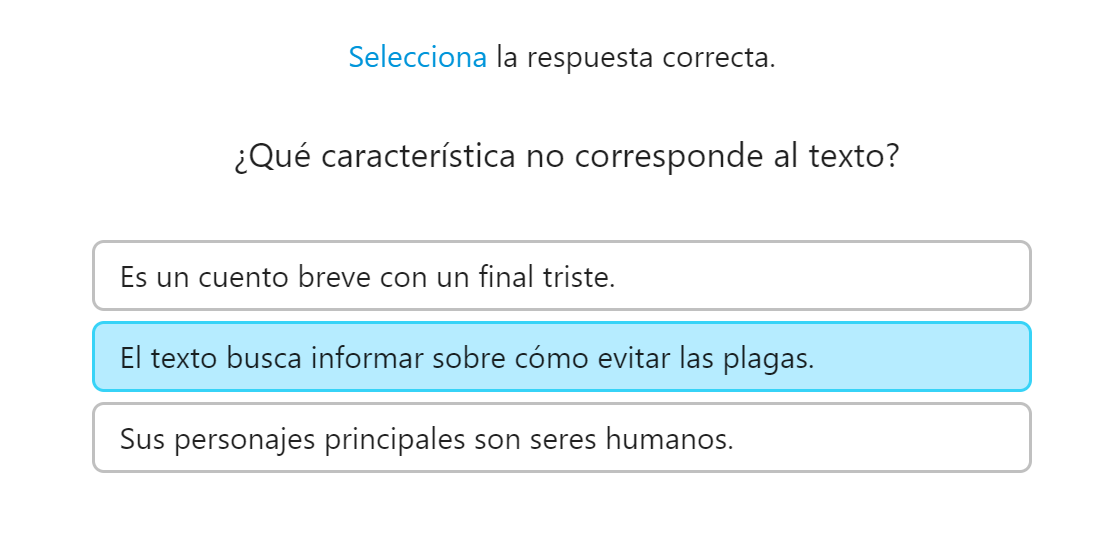 Selecciona la respuesta correcta.
¿Qué característica no corresponde al texto?
Es un cuento breve con un final triste.
El texto busca informar sobre cómo evitar las plagas.
Sus personajes principales son seres humanos.